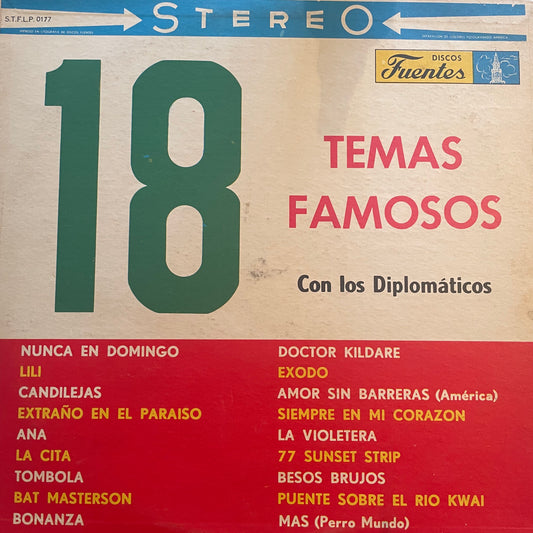 STEREO
S.T.F.L.P. 0177
DISCOS
Fuentes
18
TEMAS
FAMOSOS
Con los Diplomáticos
NUNCA EN DOMINGO
LILI
CANDILEJAS
EXTRAÑO EN EL PARAISO
ANA
LA CITA
TOMBOLA
BAT MASTERSON
BONANZA
DOCTOR KILDARE
EXODO
AMOR SIN BARRERAS (América)
SIEMPRE EN MI CORAZON
LA VIOLETERA
77 SUNSET STRIP
BESOS BRUJOS
PUENTE SOBRE EL RIO KWAI
MAS (Perro Mundo)